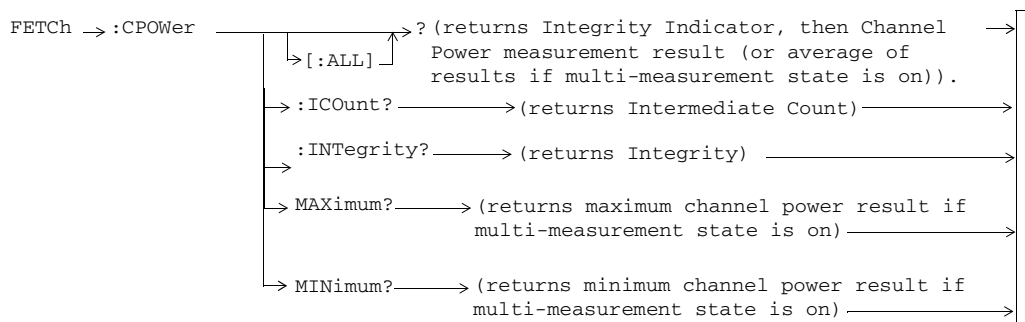 FETCh :CPOWer ? (returns Integrity Indicator, then Channel
[:ALL] Power measurement result (or average of
results if multi-measurement state is on)).
:ICOunt? (returns Intermediate Count)
:INTegrity? (returns Integrity)
MAXimum? (returns maximum channel power result if
multi-measurement state is on)
MINimum? (returns minimum channel power result if
multi-measurement state is on)